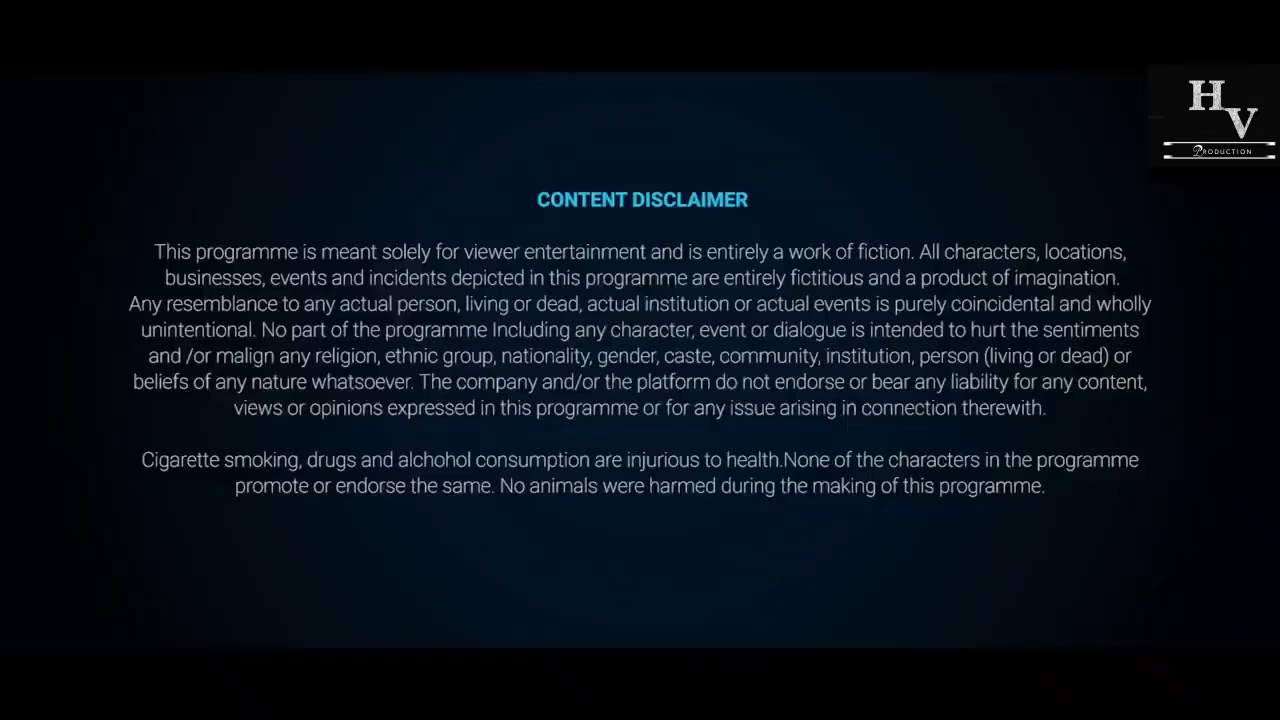 H
V
PRODUCTION
CONTENT DISCLAIMER
This programme is meant solely for viewer entertainment and is entirely a work of fiction. All characters, locations,
businesses, events and incidents depicted in this programme are entirely fictitious and a product of imagination.
Any resemblance to any actual person, living or dead, actual institution or actual events is purely coincidental and wholly
unintentional. No part of the programme Including any character, event or dialogue is intended to hurt the sentiments
and /or malign any religion, ethnic group, nationality, gender, caste, community, institution, person (living or dead) or
beliefs of any nature whatsoever. The company and/or the platform do not endorse or bear any liability for any content,
views or opinions expressed in this programme or for any issue arising in connection therewith.
Cigarette smoking, drugs and alchohol consumption are injurious to health.None of the characters in the programme
promote or endorse the same. No animals were harmed during the making of this programme.